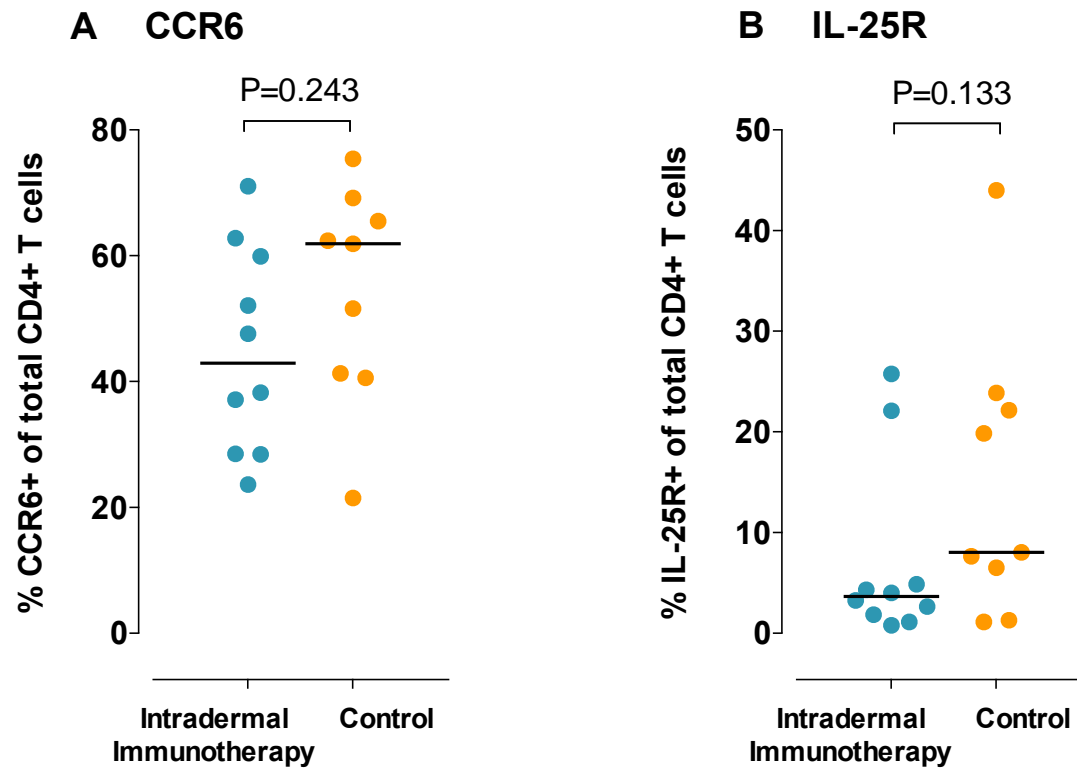 A CCR6
P=0.243
% CCR6+ of total CD4+ T cells
80
60
40
20
0
Intradermal
Immunotherapy
Control
B IL-25R
P=0.133
% IL-25R+ of total CD4+ T cells
50
40
30
20
10
0
Intradermal
Immunotherapy
Control